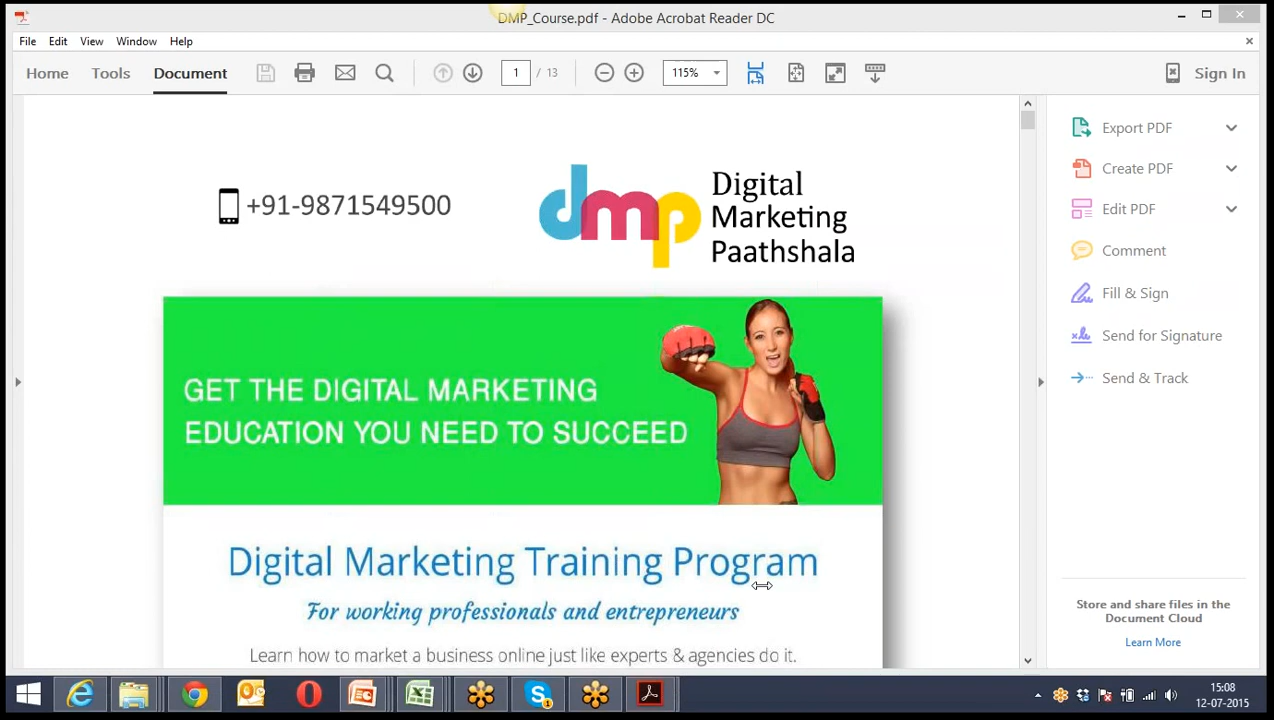 DMP_Course.pdf - Adobe Acrobat Reader DC
File Edit View Window Help
Home Tools Document 1 / 13 115% Sign In
+91-9871549500
dmp
Digital
Marketing
Paathshala
GET THE DIGITAL MARKETING
EDUCATION YOU NEED TO SUCCEED
Digital Marketing Training Program
For working professionals and entrepreneurs
Learn how to market a business online just like experts & agencies do it.
Export PDF
Create PDF
Edit PDF
Comment
Fill & Sign
Send for Signature
Send & Track
Store and share files in the
Document Cloud
Learn More
15:08
12-07-2015